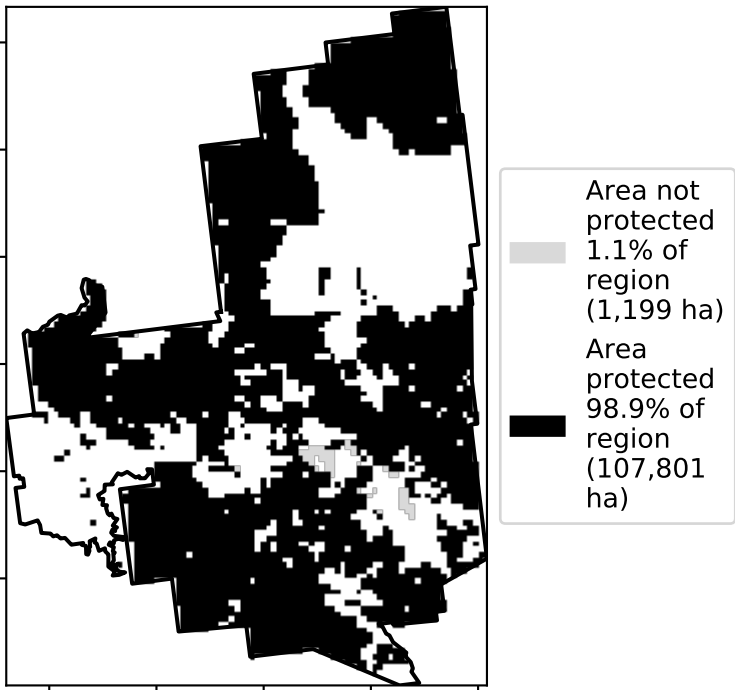 Area not
protected
1.1% of
region
(1,199 ha)
Area
protected
98.9% of
region
(107,801
ha)